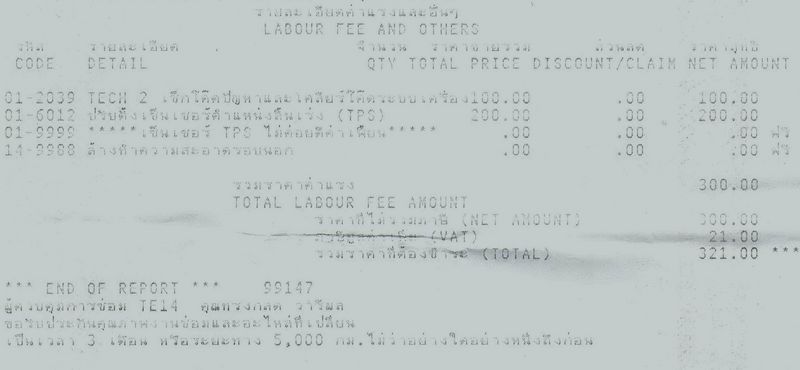 รายละเอียดค่าแรงและอื่นๆ
LABOUR FEE AND OTHERS
รหัส รายละเอียด จำนวน ราคาขายรวม ส่วนลด ราคาสุทธิ
CODE DETAIL QTY TOTAL PRICE DISCOUNT/CLAIM NET AMOUNT
01-2039 TECH 2 เช็กโค๊ดปัญหาและเคลียร์โค๊ดระบบเครื่อง100.00 .00 100.00
01-6012 ปรับตั้งเซ็นเซอร์ตำแหน่งลิ้นเร่ง (TPS) 200.00 .00 200.00
01-9999 *****เซ็นเซอร์ TPS ไม่ค่อยดีค่าเพี้ยน***** .00 .00 .00 ฟรี
14-9988 ล้างทำความสะอาดรอบนอก .00 .00 .00 ฟรี
รวมราคาค่าแรง 300.00
TOTAL LABOUR FEE AMOUNT
ราคาที่ไม่รวมภาษี (NET AMOUNT) 300.00
(VAT) 21.00
รวมราคาที่ต้องชำระ (TOTAL) 321.00 ***
*** END OF REPORT *** 99147
ผู้ควบคุมการซ่อม TE14 คุณทรงกลด วารีผล
ขอรับประกันคุณภาพงานซ่อมและอะไหล่ที่เปลี่ยน
เป็นเวลา 3 เดือน หรือระยะทาง 5,000 กม.ไม่ว่าอย่างใดอย่างหนึ่งถึงก่อน